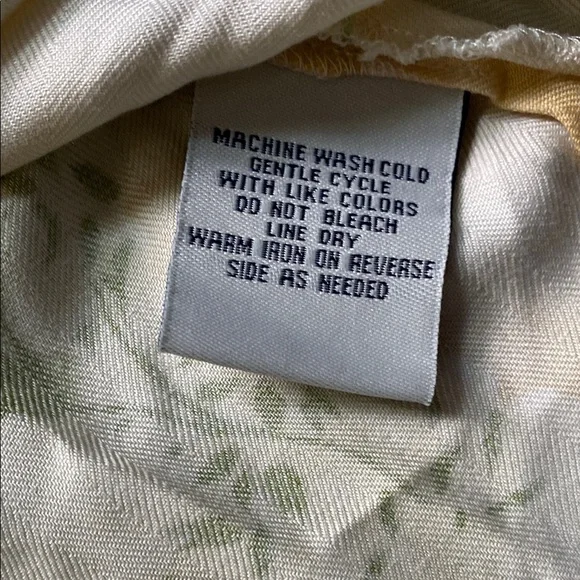 MACHINE WASH COLD
GENTLE CYCLE
WITH LIKE COLORS
DO NOT BLEACH
LINE DRY
WARM IRON ON REVERSE
SIDE AS NEEDED